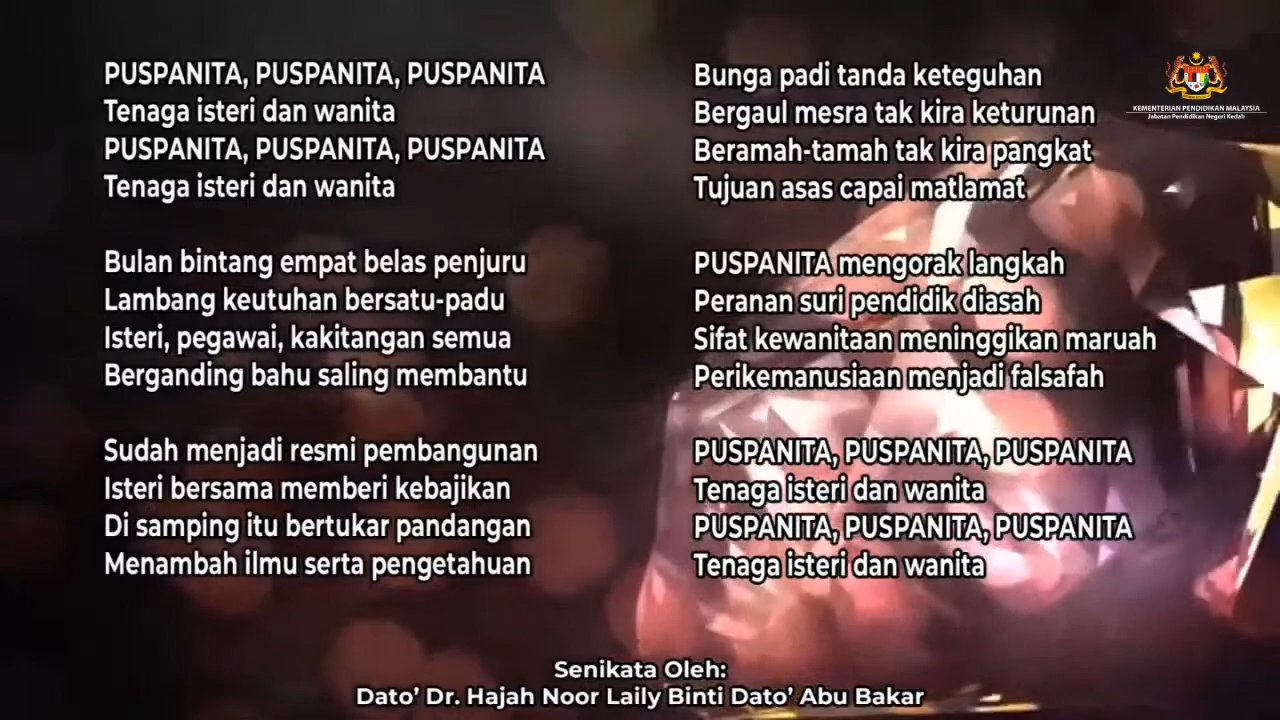 PUSPANITA, PUSPANITA, PUSPANITA
Tenaga isteri dan wanita
PUSPANITA, PUSPANITA, PUSPANITA
Tenaga isteri dan wanita
Bulan bintang empat belas penjuru
Lambang keutuhan bersatu-padu
Isteri, pegawai, kakitangan semua
Berganding bahu saling membantu
Sudah menjadi resmi pembangunan
Isteri bersama memberi kebajikan
Di samping itu bertukar pandangan
Menambah ilmu serta pengetahuan
Bunga padi tanda keteguhan
Bergaul mesra tak kira keturunan
Beramah-tamah tak kira pangkat
Tujuan asas capai matlamat
PUSPANITA mengorak langkah
Peranan suri pendidik diasah
Sifat kewanitaan meninggikan maruah
Perikemanusiaan menjadi falsafah
PUSPANITA, PUSPANITA, PUSPANITA
Tenaga isteri dan wanita
PUSPANITA, PUSPANITA, PUSPANITA
Tenaga isteri dan wanita
KEMENTERIAN PENDIDIKAN MALAYSIA
Jabatan Pendidikan Negeri Kedah
Senikata Oleh:
Dato’ Dr. Hajah Noor Laily Binti Dato’ Abu Bakar